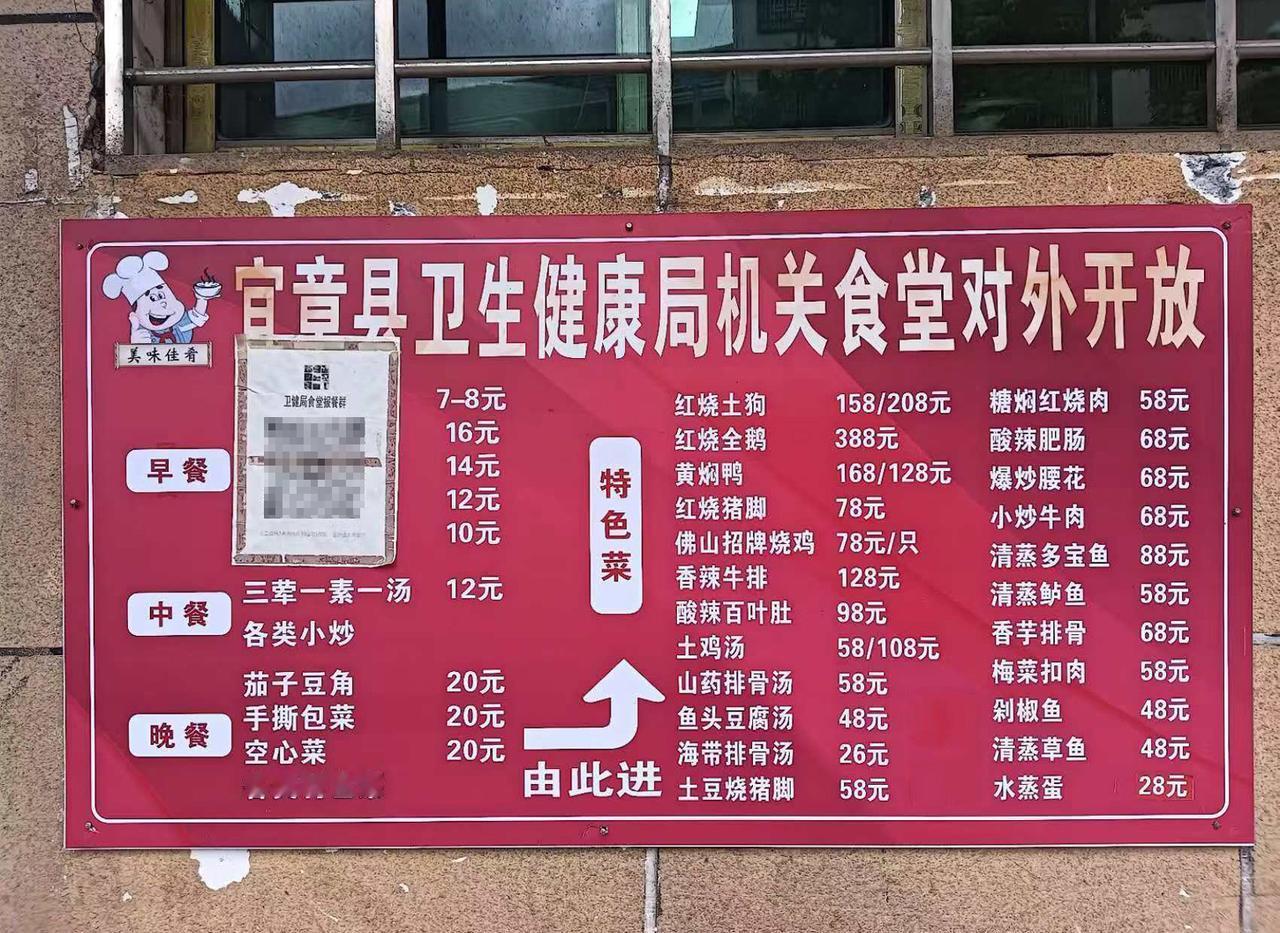 宜章县卫生健康局机关食堂对外开放
美味佳肴
卫健局食堂报餐群
早餐
7–8元
16元
14元
12元
10元
中餐
三荤一素一汤 12元
各类小炒
晚餐
茄子豆角 20元
手撕包菜 20元
空心菜 20元
由此进
特色菜
红烧土狗 158/208元
红烧全鹅 388元
黄焖鸭 168/128元
红烧猪脚 78元
佛山招牌烧鸡 78元/只
香辣牛排 128元
酸辣百叶肚 98元
土鸡汤 58/108元
山药排骨汤 58元
鱼头豆腐汤 48元
海带排骨汤 26元
土豆烧猪脚 58元
糖焖红烧肉 58元
酸辣肥肠 68元
爆炒腰花 68元
小炒牛肉 68元
清蒸多宝鱼 88元
清蒸鲈鱼 58元
香芋排骨 68元
梅菜扣肉 58元
剁椒鱼 48元
清蒸草鱼 48元
水蒸蛋 28元